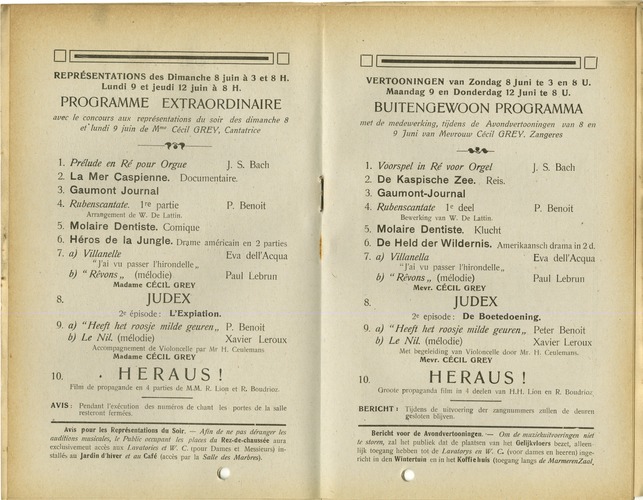 REPRÉSENTATIONS des Dimanche 8 juin à 3 et 8 H.
Lundi 9 et jeudi 12 juin à 8 H.
PROGRAMME EXTRAORDINAIRE
avec le concours aux représentations du soir des dimanche 8
et lundi 9 juin de Mme Cécil GREY, Cantatrice
1. Prélude en Ré pour Orgue J. S. Bach
2. La Mer Caspienne. Documentaire.
3. Gaumont Journal
4. Rubenscantate. 1re partie P. Benoit
Arrangement de W. De Lattin.
5. Molaire Dentiste. Comique
6. Héros de la Jungle. Drame américain en 2 parties
7. a) Villanelle Eva dell'Acqua
"J'ai vu passer l'hirondelle„
b) "Rêvons„ (mélodie) Paul Lebrun
Madame CÉCIL GREY
8. JUDEX
2e épisode: L'Expiation.
9. a) "Heeft het roosje milde geuren„ P. Benoit
b) Le Nil. (mélodie) Xavier Leroux
Accompagnement de Violoncelle par Mr H. Ceulemans.
Madame CÉCIL GREY
10. HERAUS !
Film de propagande en 4 parties de M.M. R. Lion et R. Boudrioz.
AVIS: Pendant l'exécution des numéros de chant les portes de la salle
resteront fermées.
Avis pour les Représentations du Soir. — Afin de ne pas déranger les
auditions musicales, le Public occupant les places du Rez-de-chaussée aura
exclusivement accès aux Lavatories et W. C. (pour Dames et Messieurs) in-
stallés au Jardin d'hiver et au Café (accès par la Salle des Marbres).
VERTOONINGEN van Zondag 8 Juni te 3 en 8 U.
Maandag 9 en Donderdag 12 Juni te 8 U.
BUITENGEWOON PROGRAMMA
met de medewerking, tijdens de Avondvertooningen van 8 en
9 Juni van Mevrouw Cécil GREY. Zangeres
1. Voorspel in Ré voor Orgel J. S. Bach
2. De Kaspische Zee. Reis.
3. Gaumont-Journal
4. Rubenscantate 1e deel P. Benoit
Bewerking van W. De Lattin.
5. Molaire Dentiste. Klucht
6. De Held der Wildernis. Amerikaansch drama in 2 d.
7. a) Villanella Eva dell'Acqua
"J'ai vu passer l'hirondelle„
b) "Rêvons„ (mélodie) Paul Lebrun
Mevr. CÉCIL GREY
8. JUDEX
2e episode: De Boetedoening.
9. a) "Heeft het roosje milde geuren„ Peter Benoit
b) Le Nil. (mélodie) Xavier Leroux
Met begeleiding van Violoncelle door Mr. H. Ceulemans.
Mevr. CÉCIL GREY
10. HERAUS !
Groote propaganda film in 4 deelen van H.H. Lion en R. Boudrioz.
BERICHT: Tijdens de uitvoering der zangnummers zullen de deuren
gesloten blijven.
Bericht voor de Avondvertooningen. — Om de muziekuitvoeringen niet
te storm, zal het publiek dat de plaatsen van het Gelijkvloers bezet, alleen-
lijk toegang hebben tot de Lavatorys en W. C. (voor dames en heeren) inge-
richt in den Wintertuin en in het Koffiehuis (toegang langs de MarmerenZaal.